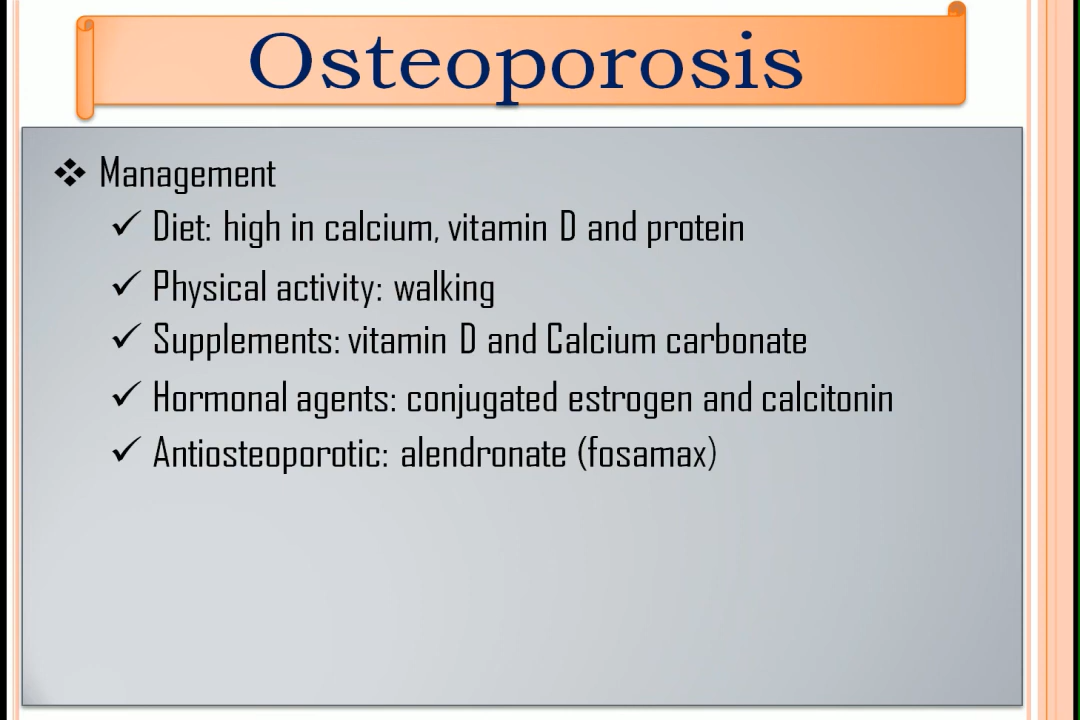 Osteoporosis
Management
Diet: high in calcium, vitamin D and protein
Physical activity: walking
Supplements: vitamin D and Calcium carbonate
Hormonal agents: conjugated estrogen and calcitonin
Antiosteoporotic: alendronate (fosamax)